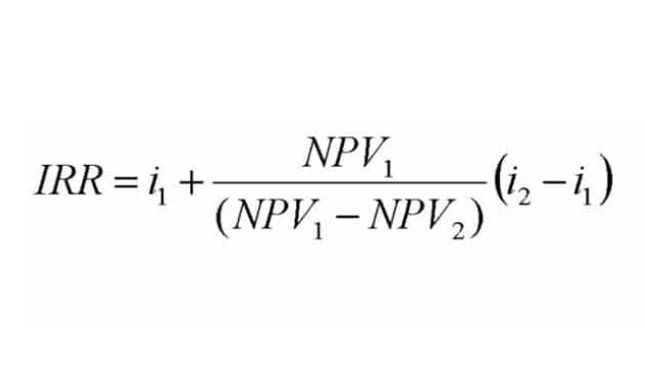 IRR = i₁ + NPV₁ / (NPV₁ − NPV₂) (i₂ − i₁)